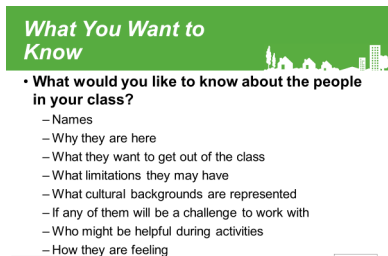 What You Want to
Know
• What would you like to know about the people
in your class?
– Names
– Why they are here
– What they want to get out of the class
– What limitations they may have
– What cultural backgrounds are represented
– If any of them will be a challenge to work with
– Who might be helpful during activities
– How they are feeling